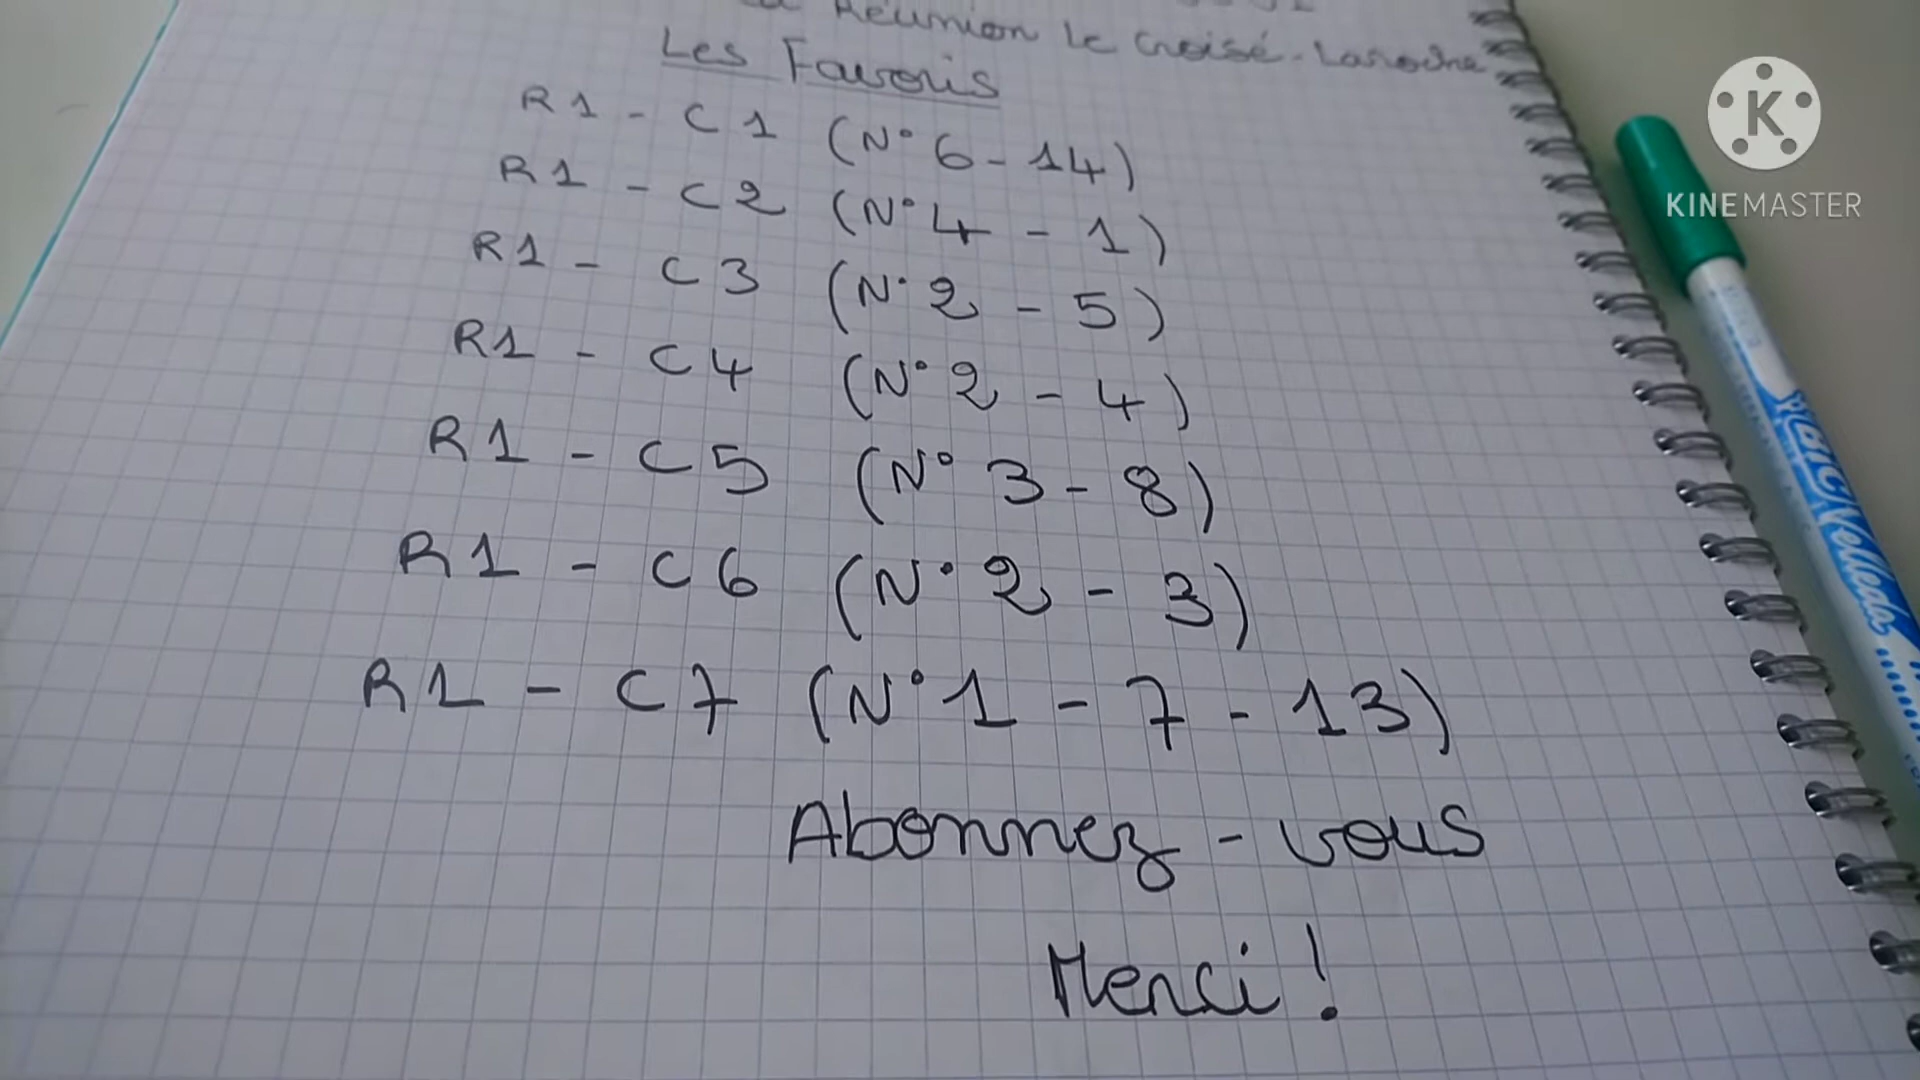 Réunion Le Croisé-Laroche
Les Favoris
R1 - C1 (N° 6 - 14)
R1 - C2 (N° 4 - 1)
R1 - C3 (N° 2 - 5)
R1 - C4 (N° 2 - 4)
R1 - C5 (N° 3 - 8)
R1 - C6 (N° 2 - 3)
R1 - C7 (N° 1 - 7 - 13)
Abonnez-vous
Merci !
KINEMASTER
Velleda